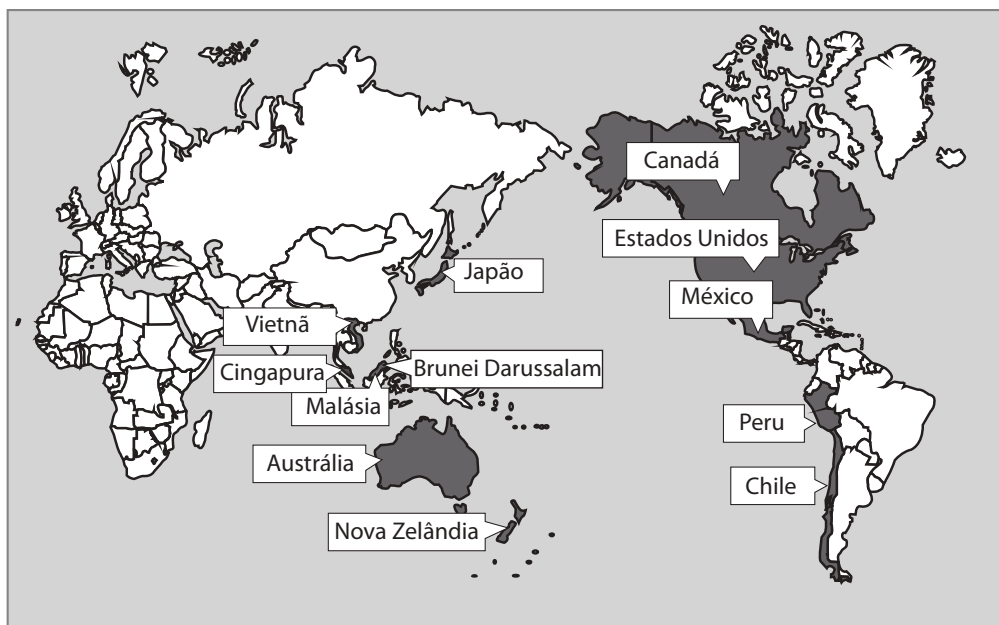 Canadá
Estados Unidos
Japão
México
Vietnã
Cingapura
Brunei Darussalam
Malásia
Peru
Austrália
Chile
Nova Zelândia